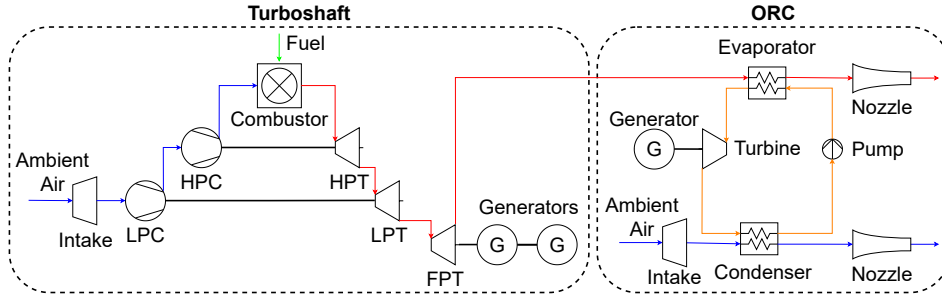 Turboshaft
Fuel
Combustor
Ambient
Air
Intake
LPC
HPC
HPT
LPT
FPT
Generators
G
G
ORC
Evaporator
Nozzle
Generator
G
Turbine
Pump
Ambient
Air
Intake
Condenser
Nozzle